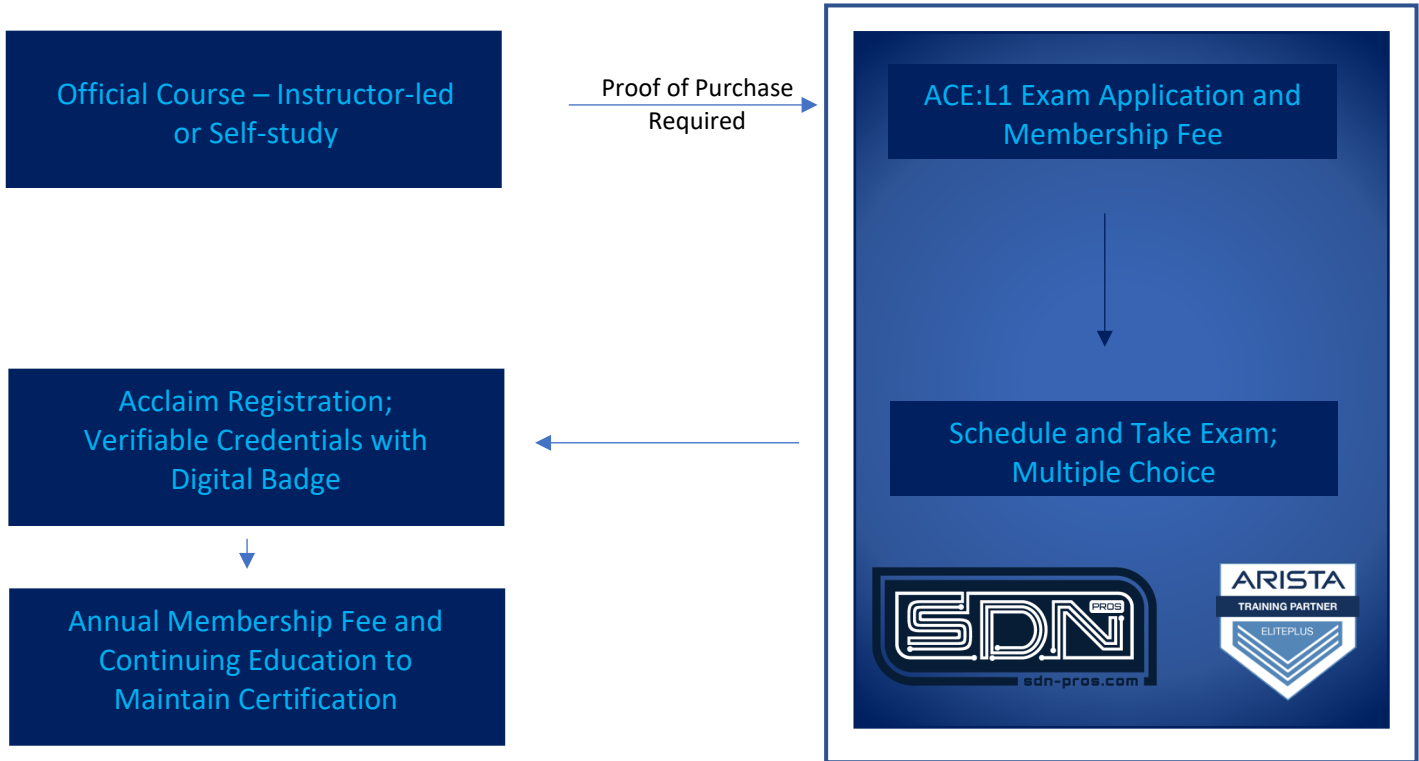 Official Course – Instructor-led
or Self-study
Proof of Purchase
Required
ACE:L1 Exam Application and
Membership Fee
Schedule and Take Exam;
Multiple Choice
Acclaim Registration;
Verifiable Credentials with
Digital Badge
Annual Membership Fee and
Continuing Education to
Maintain Certification
SDN PROS
sdn-pros.com
ARISTA
TRAINING PARTNER
ELITEPLUS